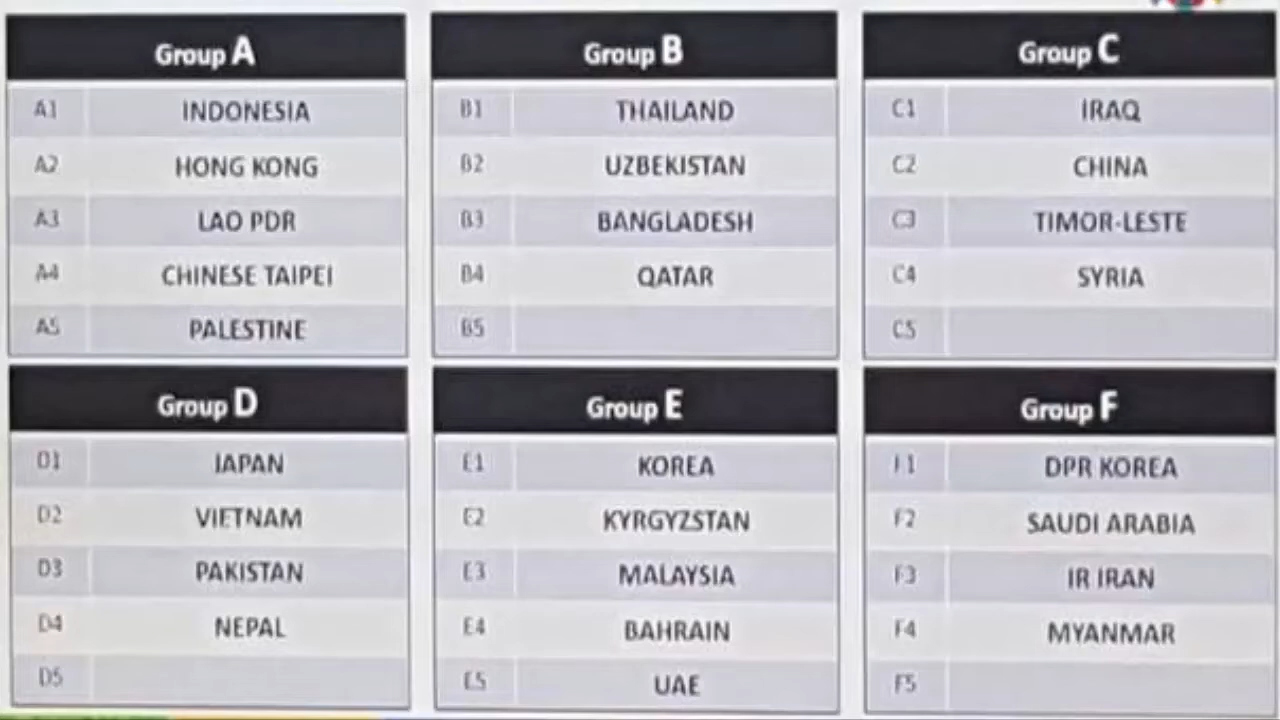 Group A
A1 INDONESIA
A2 HONG KONG
A3 LAO PDR
A4 CHINESE TAIPEI
A5 PALESTINE
Group B
B1 THAILAND
B2 UZBEKISTAN
B3 BANGLADESH
B4 QATAR
B5
Group C
C1 IRAQ
C2 CHINA
C3 TIMOR-LESTE
C4 SYRIA
C5
Group D
D1 JAPAN
D2 VIETNAM
D3 PAKISTAN
D4 NEPAL
D5
Group E
E1 KOREA
E2 KYRGYZSTAN
E3 MALAYSIA
E4 BAHRAIN
E5 UAE
Group F
F1 DPR KOREA
F2 SAUDI ARABIA
F3 IR IRAN
F4 MYANMAR
F5